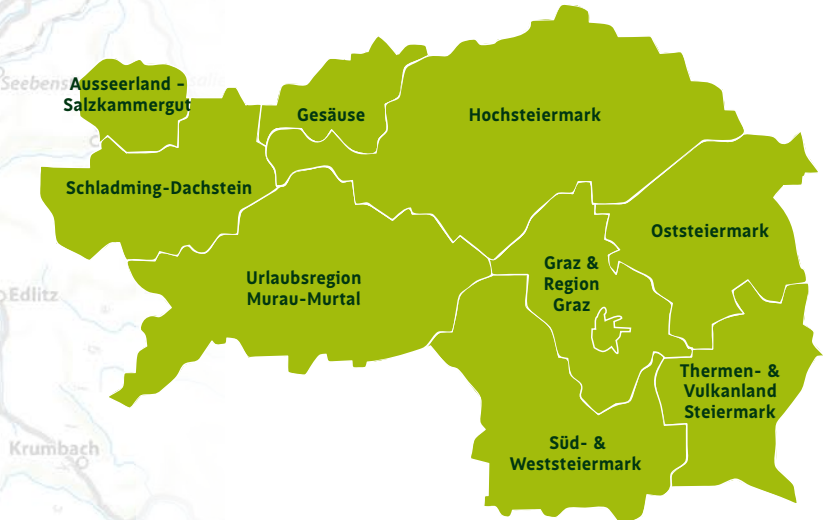 Seebens
Ausseerland -
Salzkammergut
Gesäuse
Hochsteiermark
Schladming-Dachstein
Oststeiermark
Urlaubsregion
Murau-Murtal
Graz &
Region
Graz
Edlitz
Thermen- &
Vulkanland
Steiermark
Krumbach
Süd- &
Weststeiermark